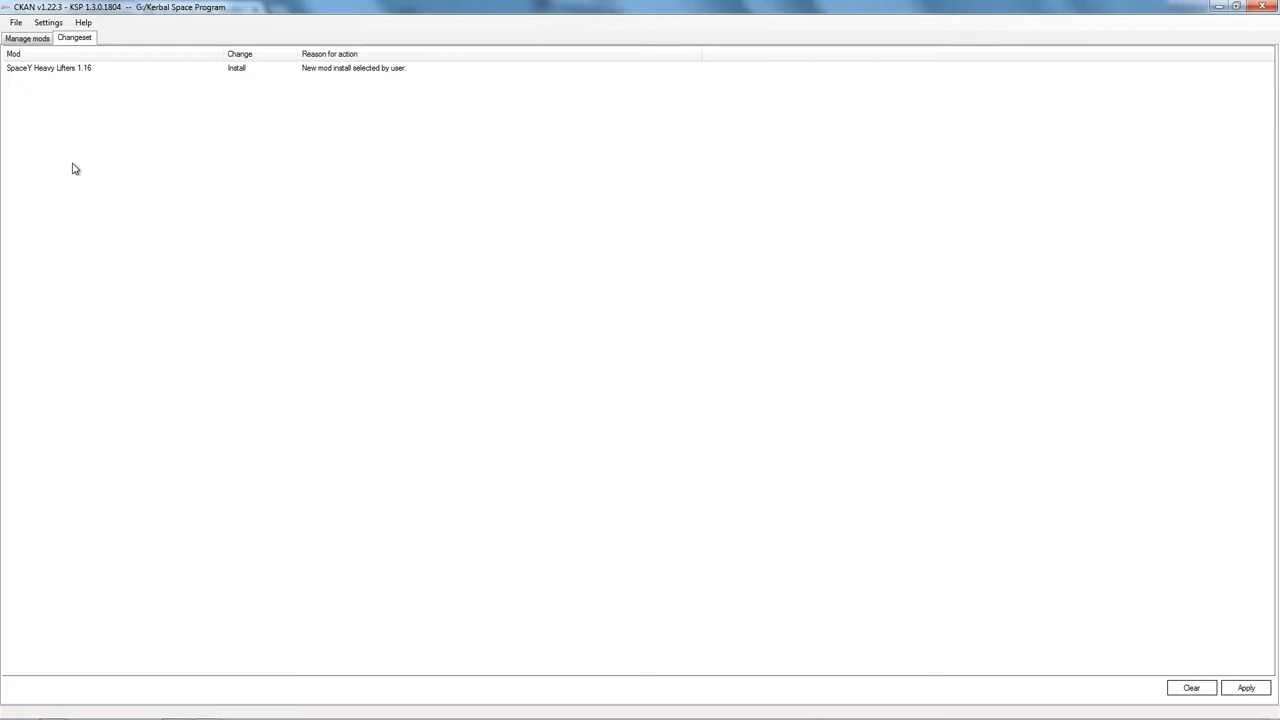 CKAN v1.22.3 - KSP 1.3.0.1804 -- G:/Kerbal Space Program
File Settings Help
Manage mods Changeset
Mod Change Reason for action
SpaceY Heavy Lifters 1.16 Install New mod install selected by user.
Clear Apply